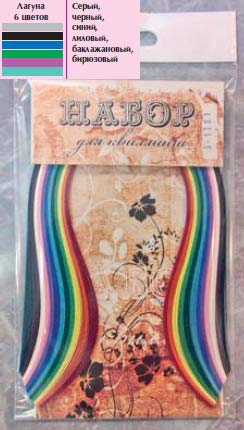 Лагуна
6 цветов
Серый,
черный,
синий,
лиловый,
баклажановый,
бирюзовый
НАБОР
для квиллинга